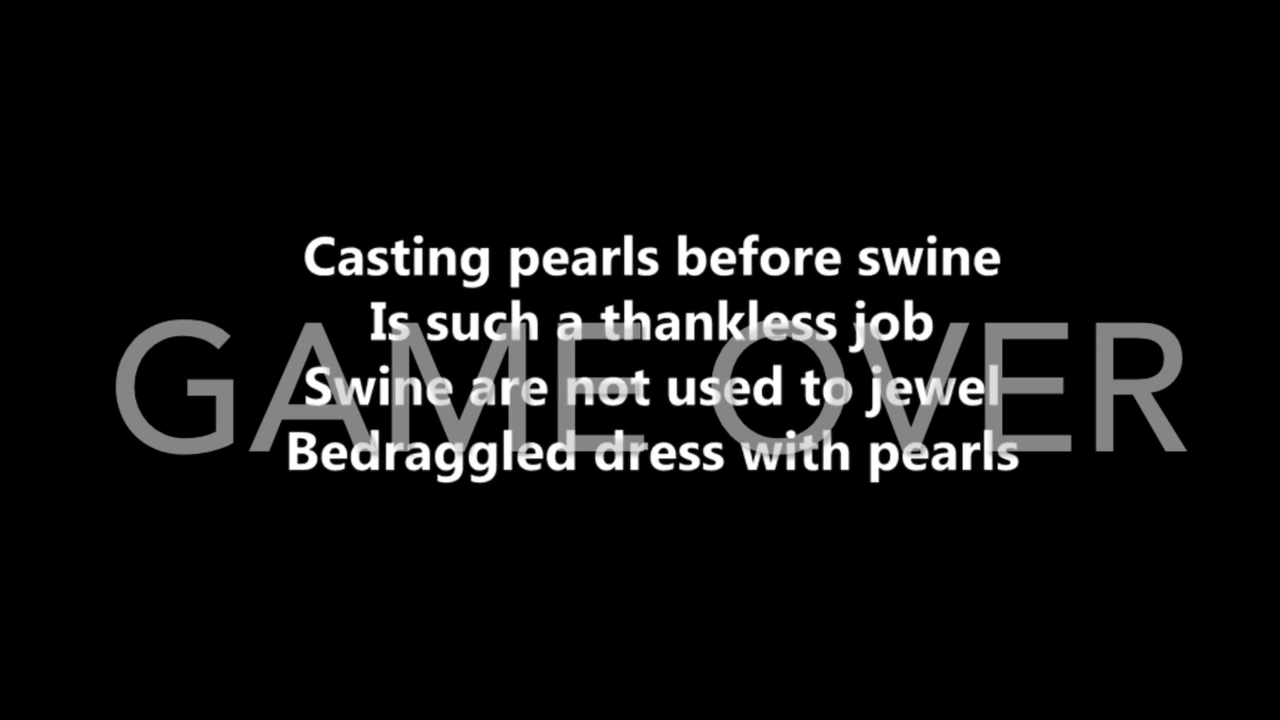 Casting pearls before swine
Is such a thankless job
Swine are not used to jewel
Bedraggled dress with pearls
GAME OVER